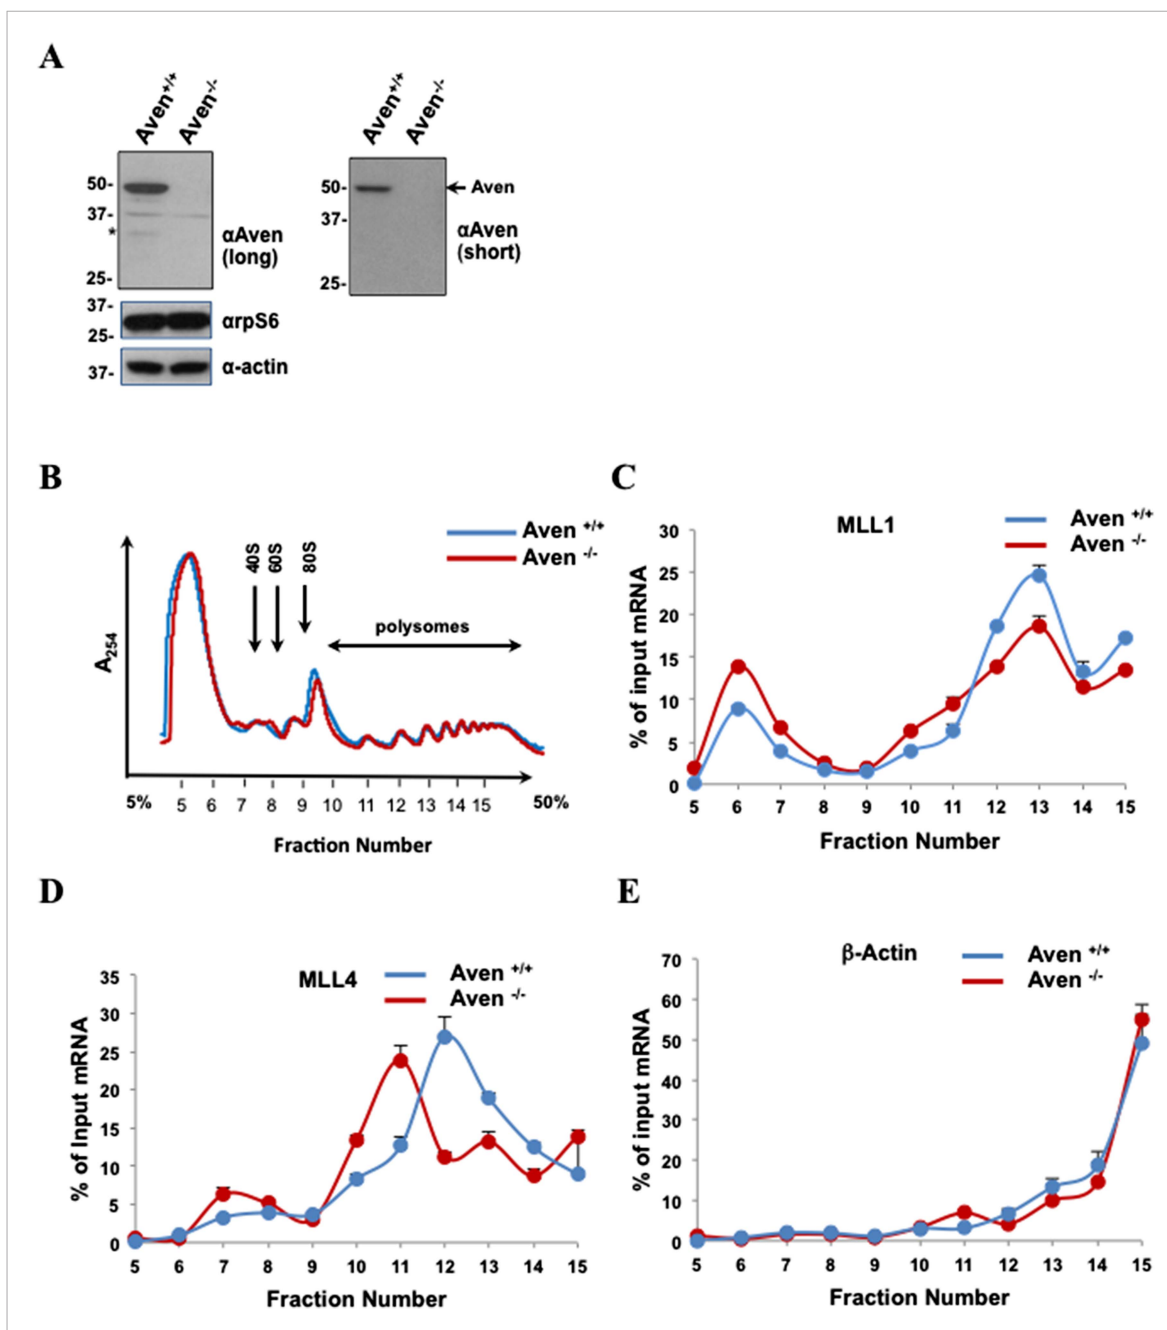 A
Aven+/+ Aven-/- Aven+/+ Aven-/-
50-
37-
*
25-
αAven
(long)
50-
37-
25-
Aven
αAven
(short)
37-
25-
αrpS6
37-
α-actin
B
Aven +/+
Aven -/-
40S 60S 80S
polysomes
A254
5% 5 6 7 8 9 10 11 12 13 14 15 50%
Fraction Number
C
MLL1
Aven +/+
Aven -/-
% of input mRNA
30
25
20
15
10
5
0
5 6 7 8 9 10 11 12 13 14 15
Fraction Number
D
MLL4
Aven +/+
Aven -/-
% of Input mRNA
35
30
25
20
15
10
5
0
5 6 7 8 9 10 11 12 13 14 15
Fraction Number
E
β-Actin
Aven +/+
Aven -/-
% of input mRNA
70
60
50
40
30
20
10
0
5 6 7 8 9 10 11 12 13 14 15
Fraction Number